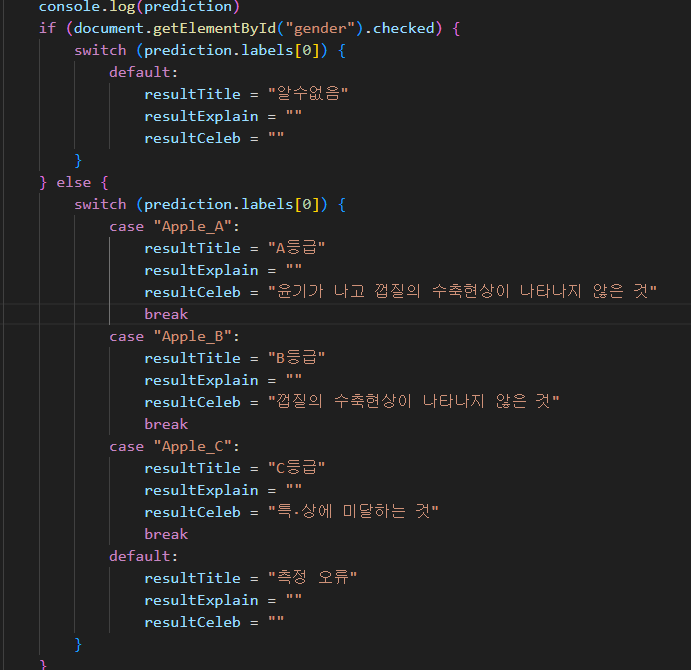 console.log(prediction)
if (document.getElementById("gender").checked) {
switch (prediction.labels[0]) {
default:
resultTitle = "알수없음"
resultExplain = ""
resultCeleb = ""
}
} else {
switch (prediction.labels[0]) {
case "Apple_A":
resultTitle = "A등급"
resultExplain = ""
resultCeleb = "윤기가 나고 껍질의 수축현상이 나타나지 않은 것"
break
case "Apple_B":
resultTitle = "B등급"
resultExplain = ""
resultCeleb = "껍질의 수축현상이 나타나지 않은 것"
break
case "Apple_C":
resultTitle = "C등급"
resultExplain = ""
resultCeleb = "특·상에 미달하는 것"
break
default:
resultTitle = "측정 오류"
resultExplain = ""
resultCeleb = ""
}
}